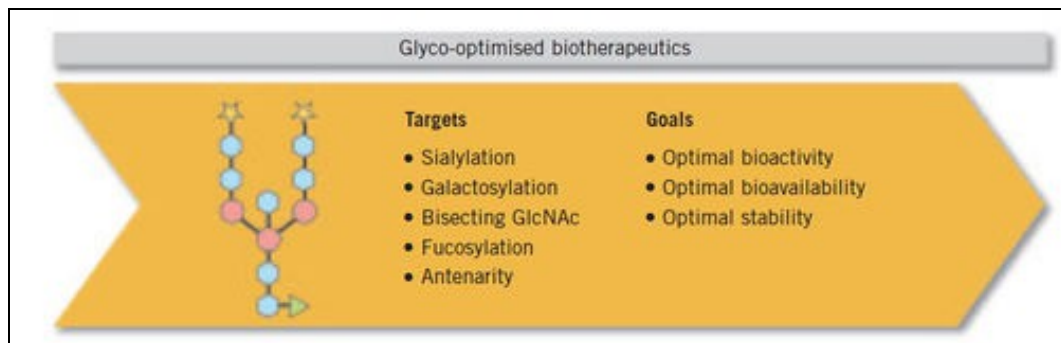 Glyco-optimised biotherapeutics
Targets
• Sialylation
• Galactosylation
• Bisecting GlcNAc
• Fucosylation
• Antenarity
Goals
• Optimal bioactivity
• Optimal bioavailability
• Optimal stability